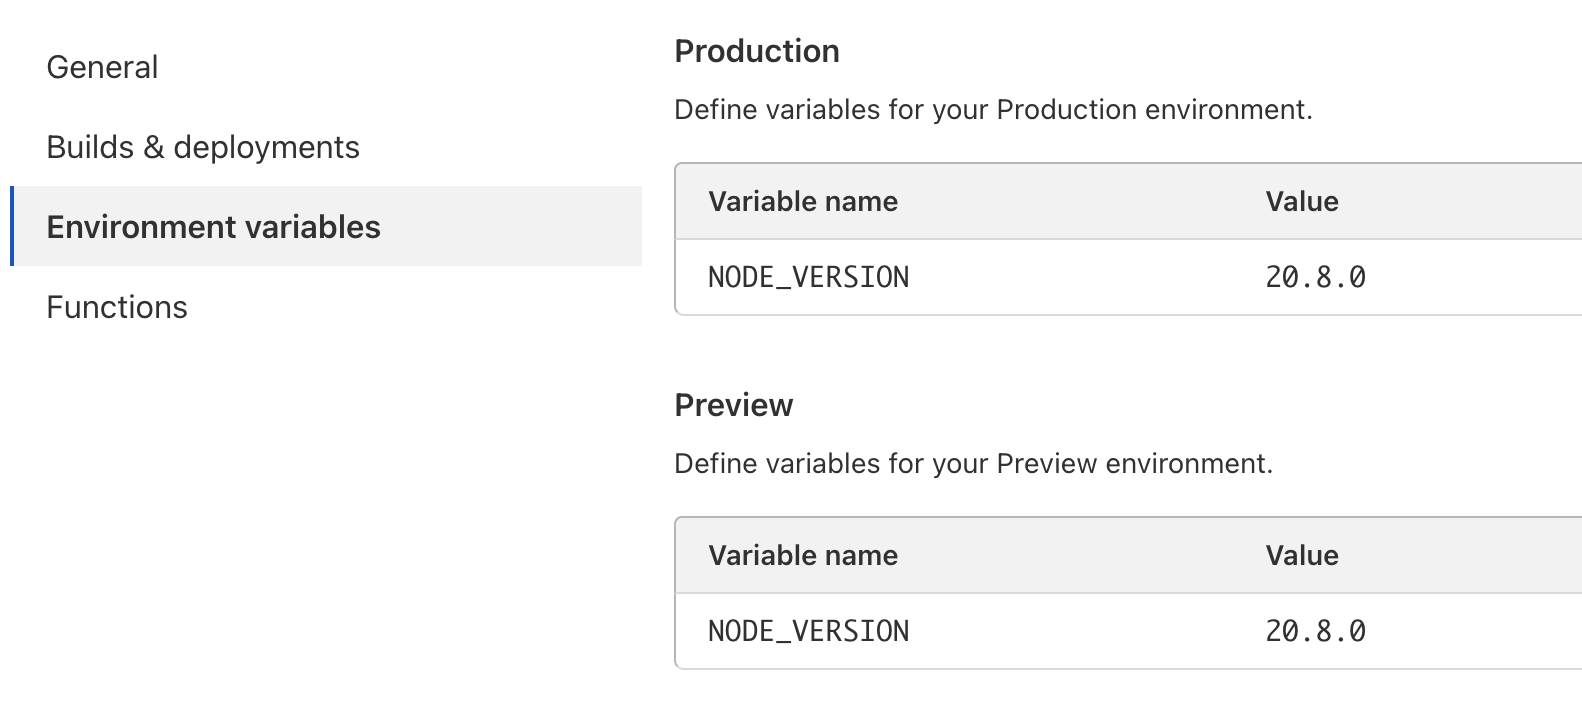 General
Builds & deployments
Environment variables
Functions
Production
Define variables for your Production environment.
Variable name Value
NODE_VERSION 20.8.0
Preview
Define variables for your Preview environment.
Variable name Value
NODE_VERSION 20.8.0